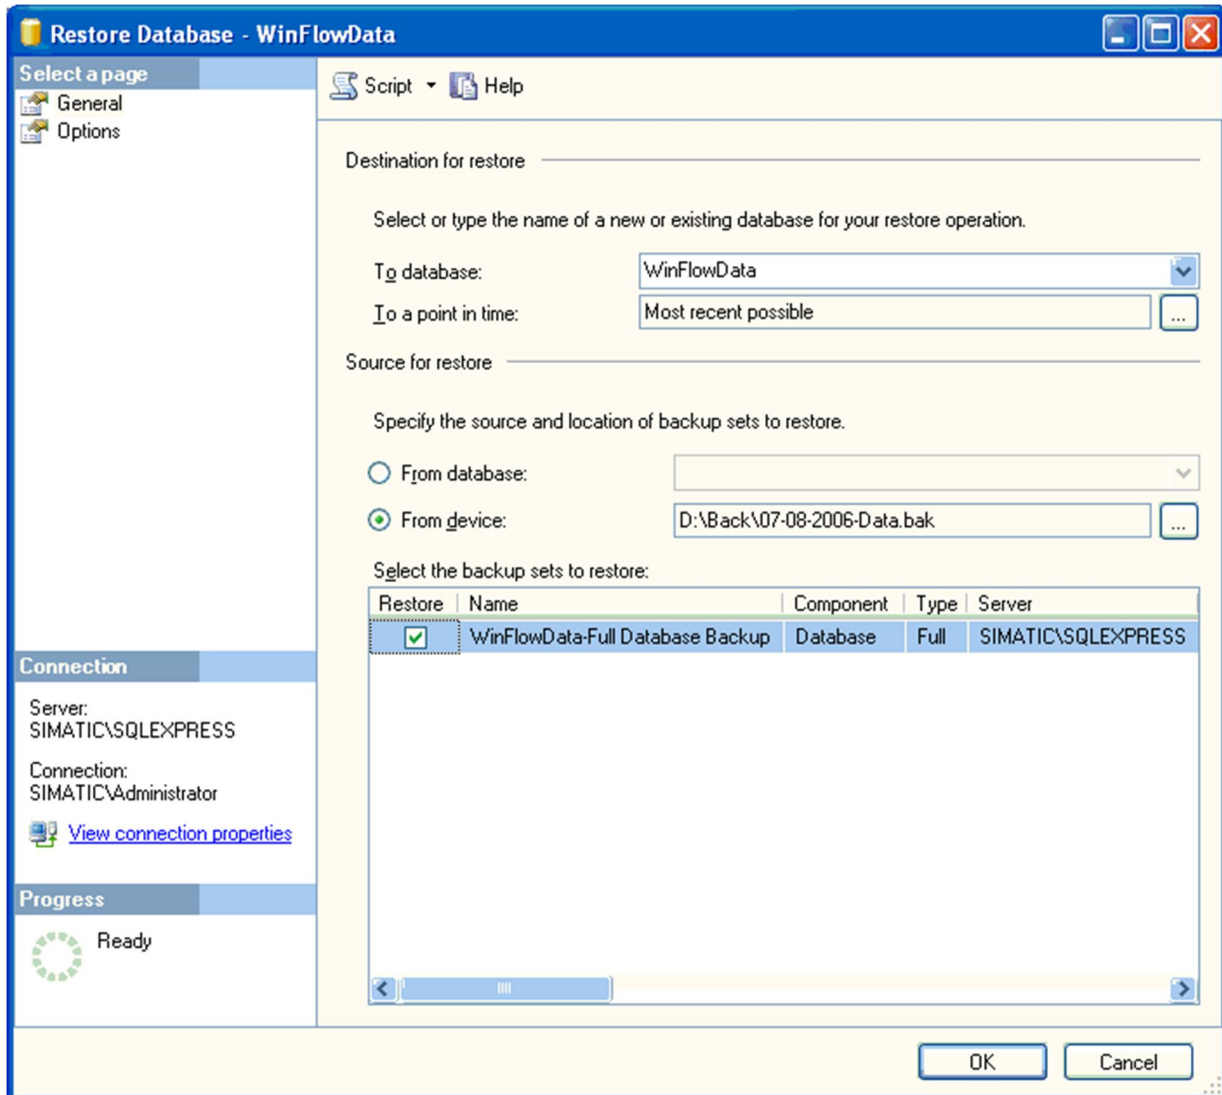 Restore Database - WinFlowData
Select a page
General
Options
Script
Help
Destination for restore
Select or type the name of a new or existing database for your restore operation.
To database:
WinFlowData
To a point in time:
Most recent possible
...
Source for restore
Specify the source and location of backup sets to restore.
From database:
From device:
D:\Back\07-08-2006-Data.bak
...
Select the backup sets to restore:
Restore Name Component Type Server
WinFlowData-Full Database Backup Database Full SIMATIC\SQLEXPRESS
Connection
Server:
SIMATIC\SQLEXPRESS
Connection:
SIMATIC\Administrator
View connection properties
Progress
Ready
OK
Cancel